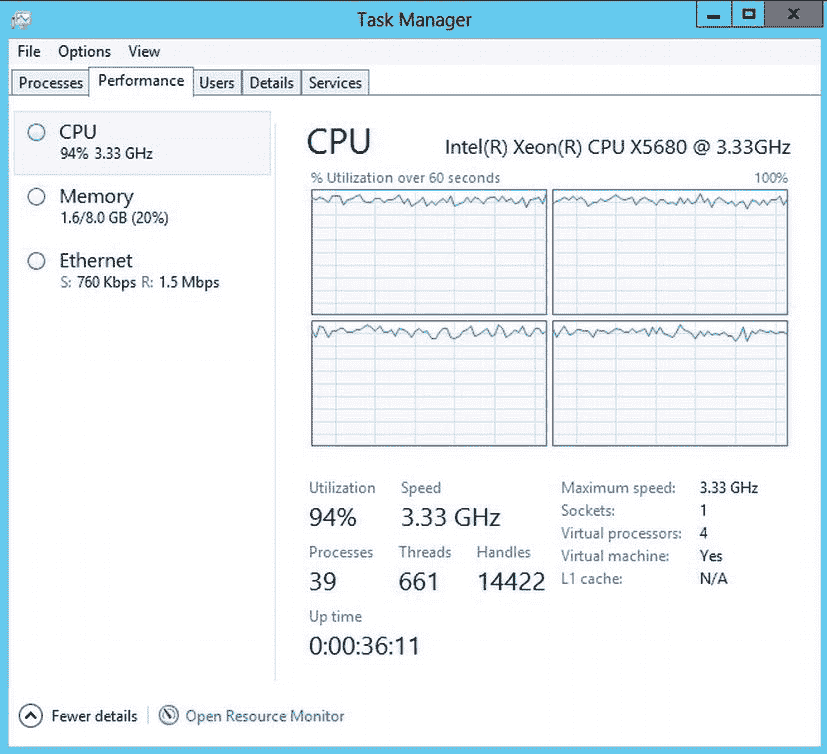 Task Manager
File Options View
Processes Performance Users Details Services
CPU
94% 3.33 GHz
Memory
1.6/8.0 GB (20%)
Ethernet
S: 760 Kbps R: 1.5 Mbps
CPU Intel(R) Xeon(R) CPU X5680 @ 3.33GHz
% Utilization over 60 seconds 100%
Utilization Speed
94% 3.33 GHz
Processes Threads Handles
39 661 14422
Up time
0:00:36:11
Maximum speed: 3.33 GHz
Sockets: 1
Virtual processors: 4
Virtual machine: Yes
L1 cache: N/A
Fewer details Open Resource Monitor